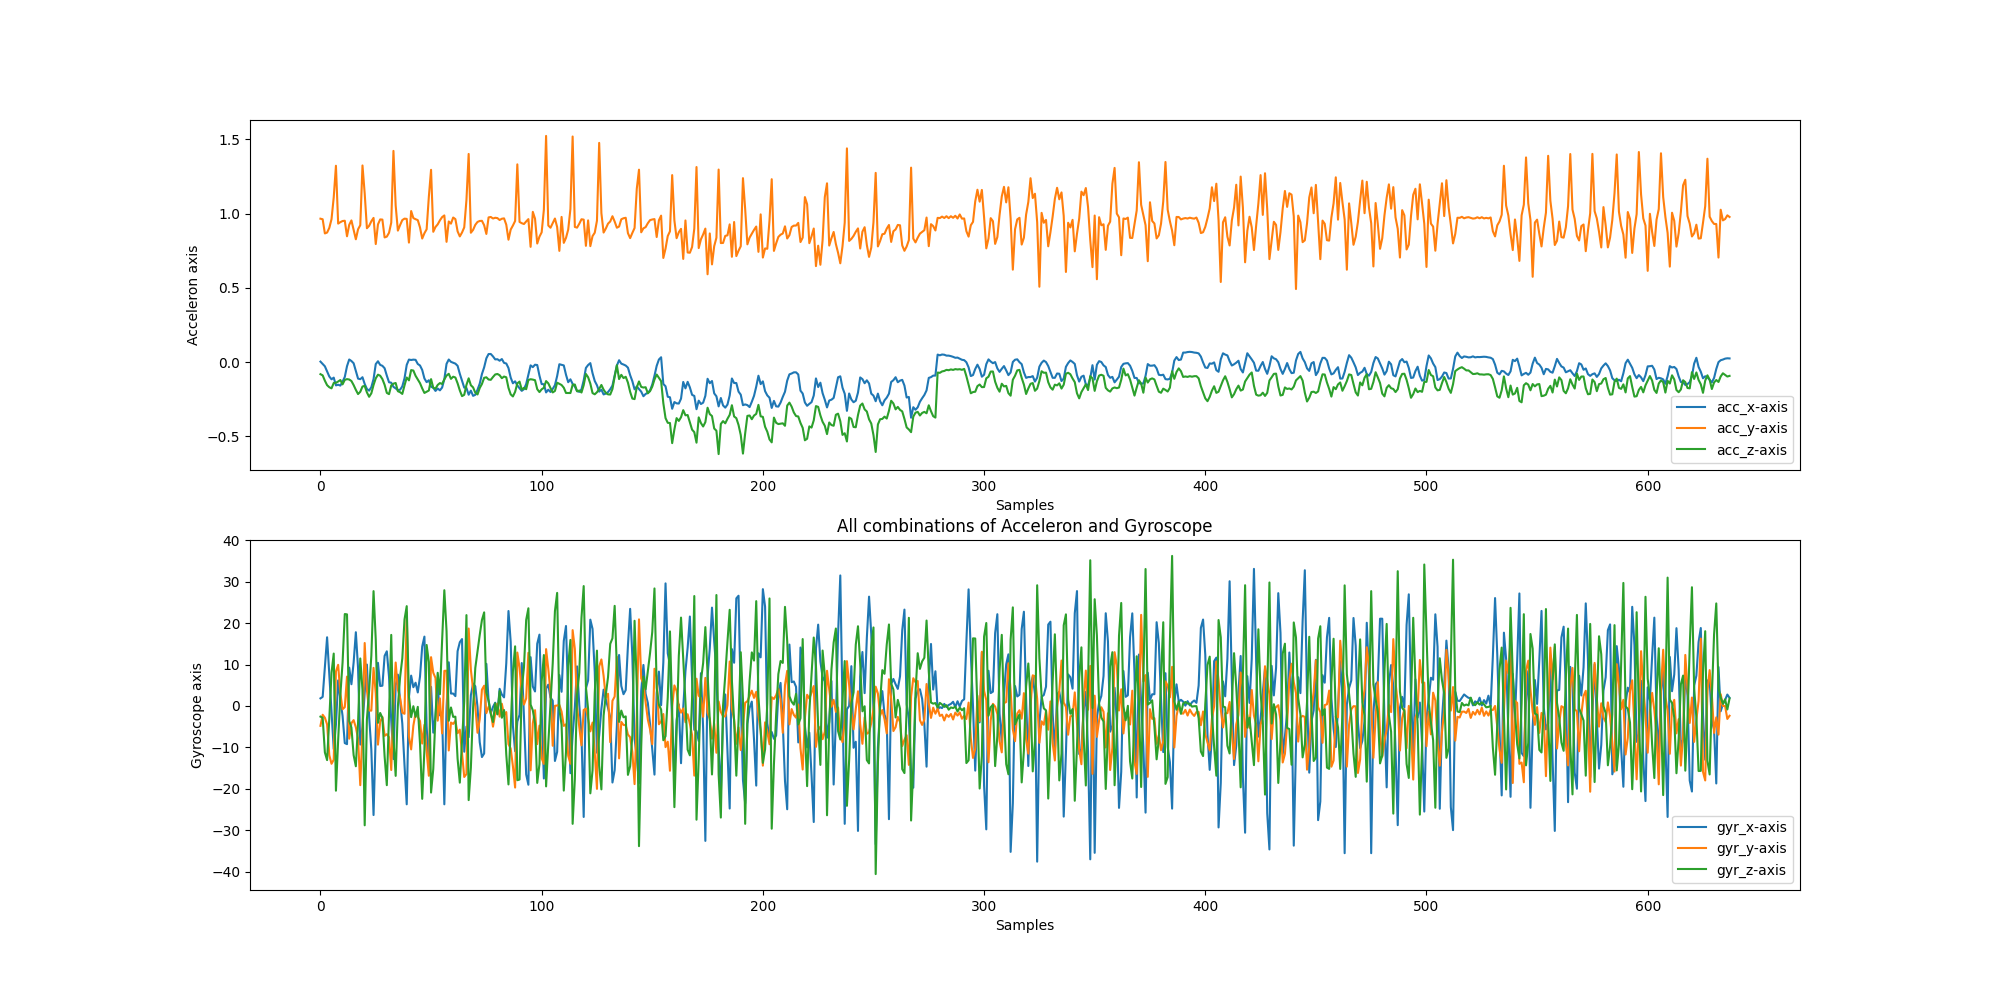 1.5
1.0
0.5
0.0
−0.5
Acceleron axis
acc_x-axis
acc_y-axis
acc_z-axis
0 100 200 300 400 500 600
Samples
All combinations of Acceleron and Gyroscope
40
30
20
10
0
−10
−20
−30
−40
Gyroscope axis
gyr_x-axis
gyr_y-axis
gyr_z-axis
0 100 200 300 400 500 600
Samples